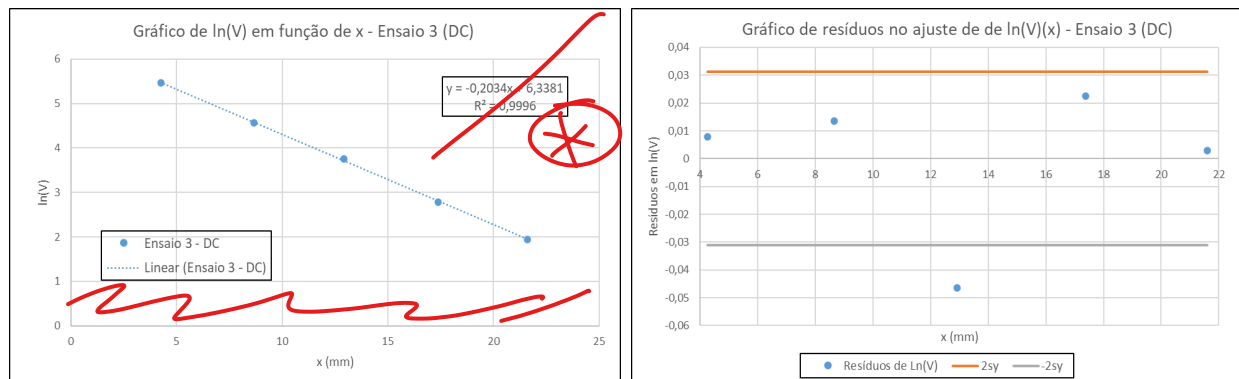 Gráfico de ln(V) em função de x - Ensaio 3 (DC)
6
5
4
3
2
1
0
ln(V)
y = -0,2034x + 6,3381
R² = 0,9996
Ensaio 3 - DC
Linear (Ensaio 3 - DC)
0 5 10 15 20 25
x (mm)
Gráfico de resíduos no ajuste de de ln(V)(x) - Ensaio 3 (DC)
0,04
0,03
0,02
0,01
0
-0,01
-0,02
-0,03
-0,04
-0,05
-0,06
Resíduos em ln(V)
4 6 8 10 12 14 16 18 20 22
x (mm)
Resíduos de Ln(V) 2sy -2sy